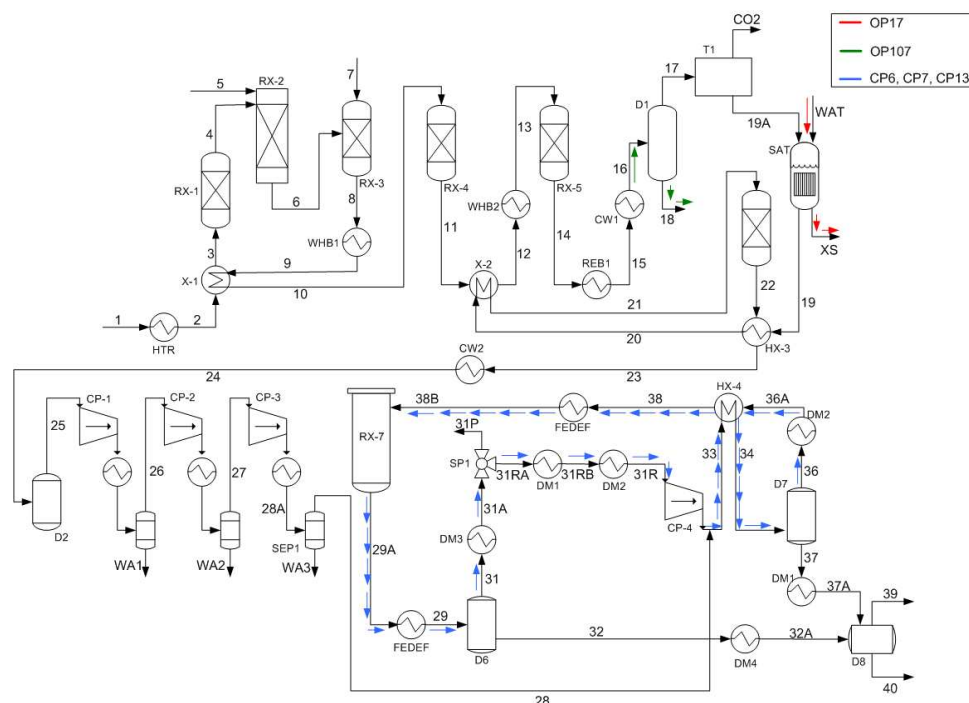 CO2
OP17
OP107
CP6, CP7, CP13
5
RX-2
7
17
T1
4
13
D1
19A
WAT
SAT
RX-1
6
RX-3
RX-4
RX-5
16
8
WHB2
CW1
18
XS
3
WHB1
11
12
14
15
X-1
9
10
X-2
REB1
21
22
19
1
2
HTR
20
HX-3
24
CW2
23
CP-1
CP-2
CP-3
HX-4
25
38B
38
36A
31P
FEDEF
DM2
RX-7
SP1
33
34
36
26
27
31RA
31RB
31R
D7
28A
DM1
DM2
31A
CP-4
D2
SEP1
29A
DM3
37
WA1
WA2
WA3
31
DM1
37A
39
29
32
32A
FEDEF
D6
DM4
D8
40
28